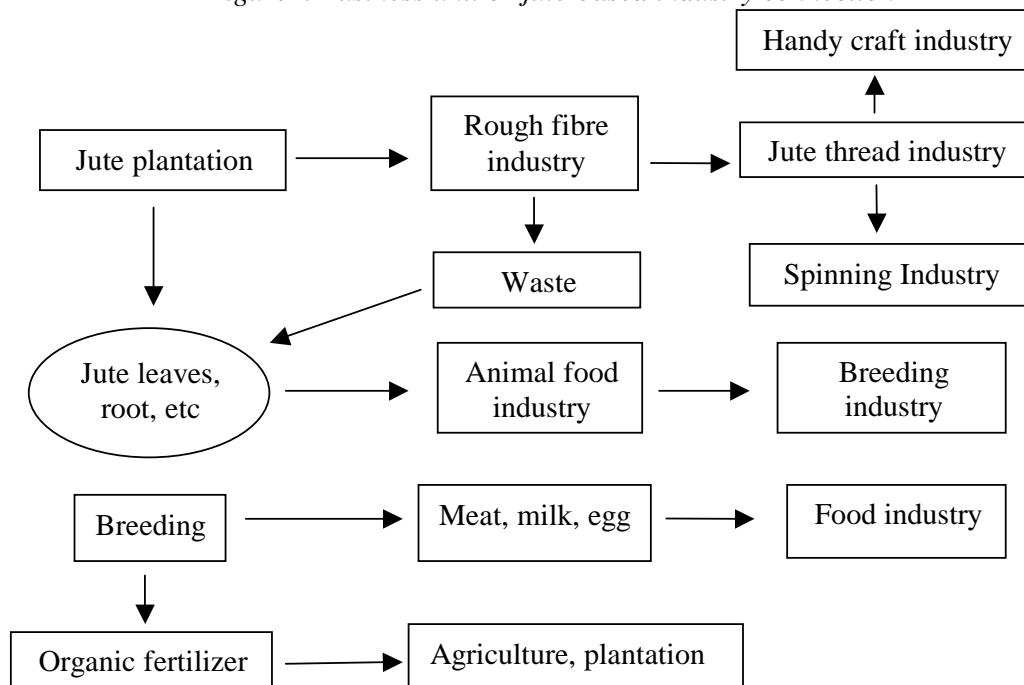 Handy craft industry
Rough fibre
industry
Jute plantation
Jute thread industry
Waste
Spinning Industry
Jute leaves,
root, etc
Animal food
industry
Breeding
industry
Breeding
Meat, milk, egg
Food industry
Organic fertilizer
Agriculture, plantation